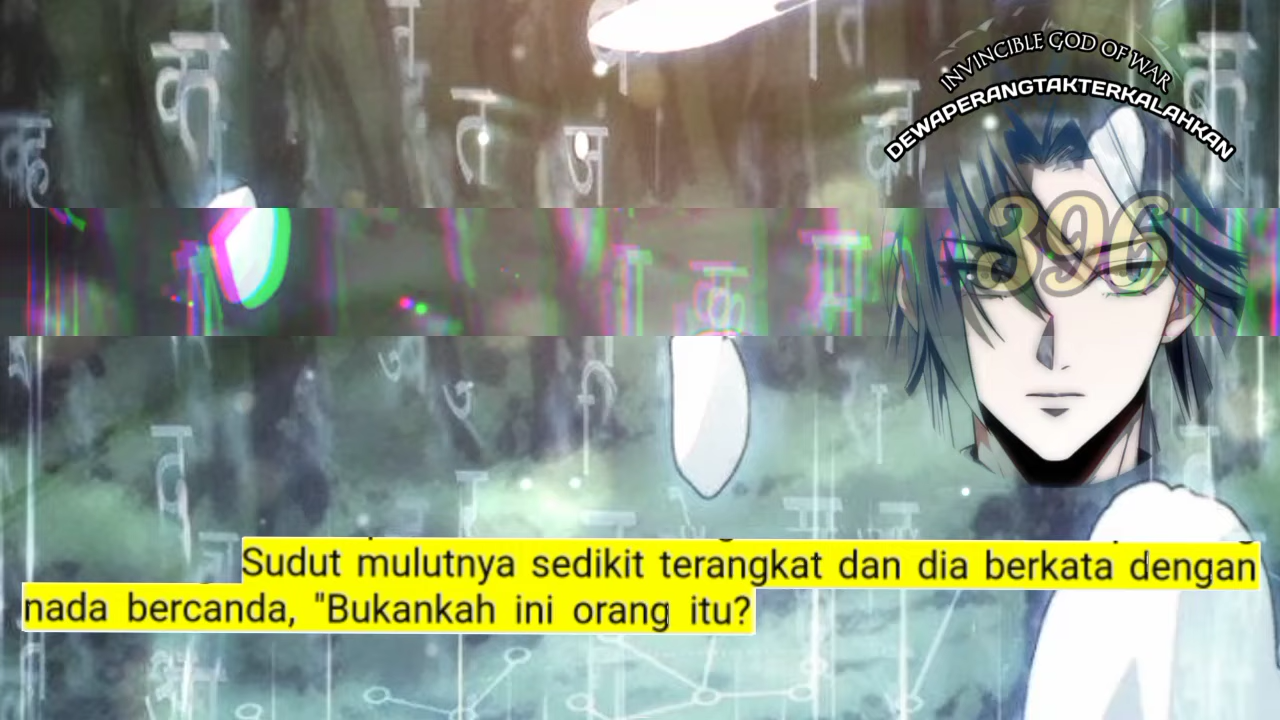 INVINCIBLE GOD OF WAR
DEWAPERANGTAKTERKALAHKAN
396
Sudut mulutnya sedikit terangkat dan dia berkata dengan
nada bercanda, "Bukankah ini orang itu?